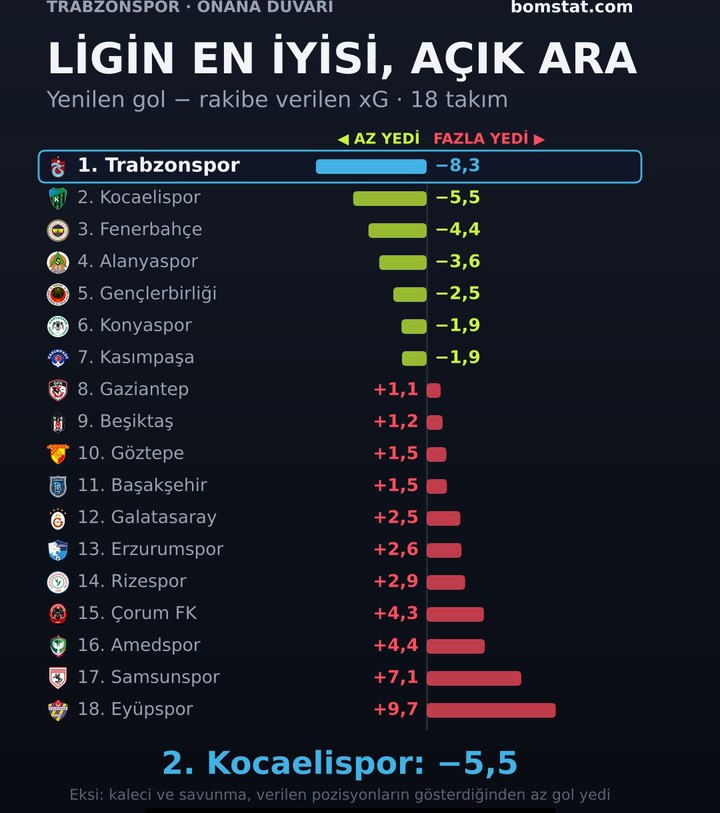 TRABZONSPOR · ONANA DUVARI bomstat.com
LİGİN EN İYİSİ, AÇIK ARA
Yenilen gol − rakibe verilen xG · 18 takım
◀ AZ YEDİ FAZLA YEDİ ▶
1. Trabzonspor −8,3
2. Kocaelispor −5,5
3. Fenerbahçe −4,4
4. Alanyaspor −3,6
5. Gençlerbirliği −2,5
6. Konyaspor −1,9
7. Kasımpaşa −1,9
8. Gaziantep +1,1
9. Beşiktaş +1,2
10. Göztepe +1,5
11. Başakşehir +1,5
12. Galatasaray +2,5
13. Erzurumspor +2,6
14. Rizespor +2,9
15. Çorum FK +4,3
16. Amedspor +4,4
17. Samsunspor +7,1
18. Eyüpspor +9,7
2. Kocaelispor: −5,5
Eksi: kaleci ve savunma, verilen pozisyonların gösterdiğinden az gol yedi